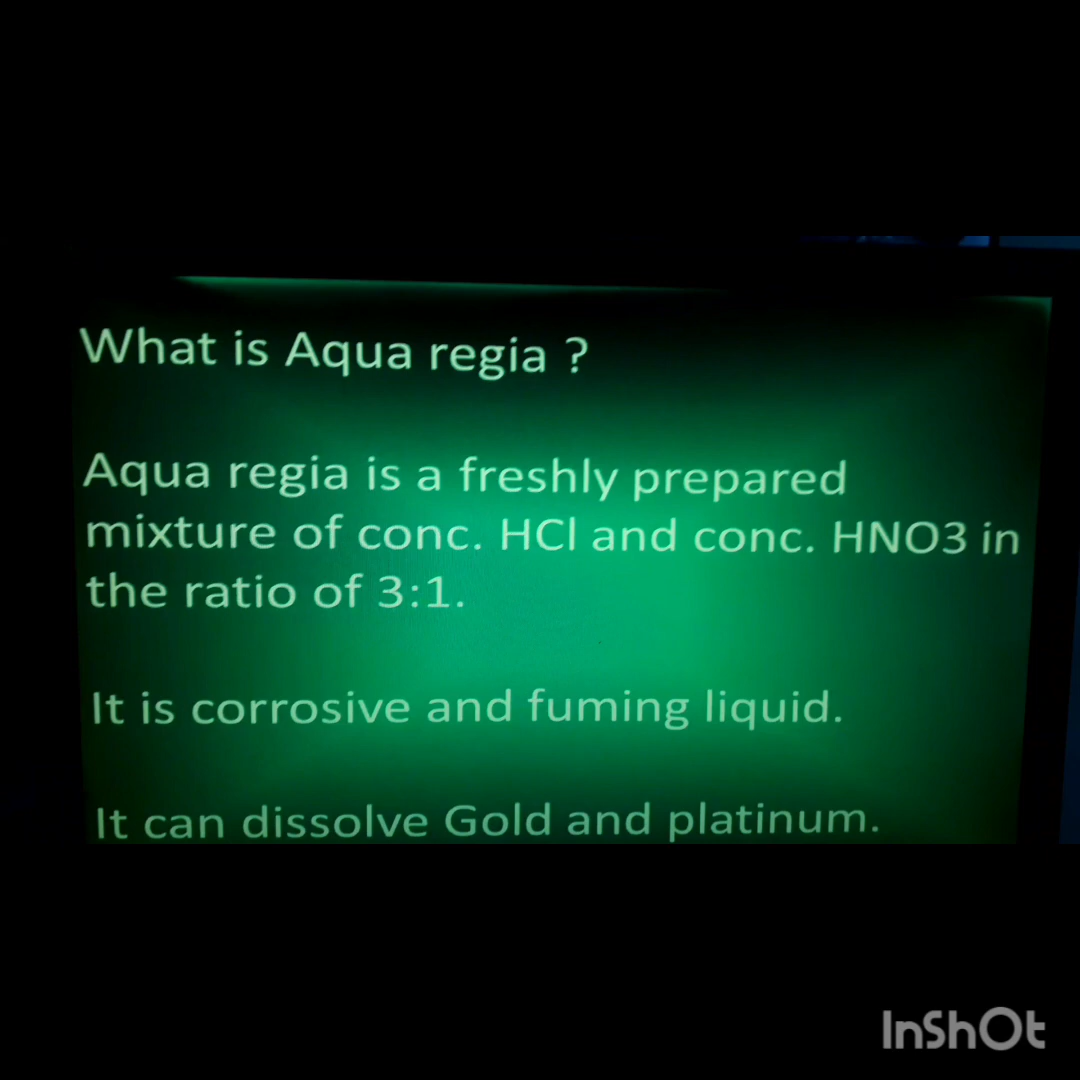 What is Aqua regia ?
Aqua regia is a freshly prepared
mixture of conc. HCl and conc. HNO3 in
the ratio of 3:1.
It is corrosive and fuming liquid.
It can dissolve Gold and platinum.
InShOt